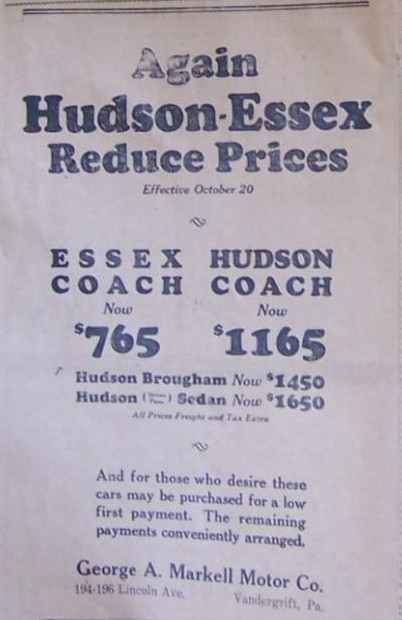 Again
Hudson-Essex
Reduce Prices
Effective October 20
ESSEX HUDSON
COACH COACH
Now Now
$765 $1165
Hudson Brougham Now $1450
Hudson ( ) Sedan Now $1650
All Prices Freight and Tax Extra
And for those who desire these
cars may be purchased for a low
first payment. The remaining
payments conveniently arranged.
George A. Markell Motor Co.
194-196 Lincoln Ave. Vandergrift, Pa.